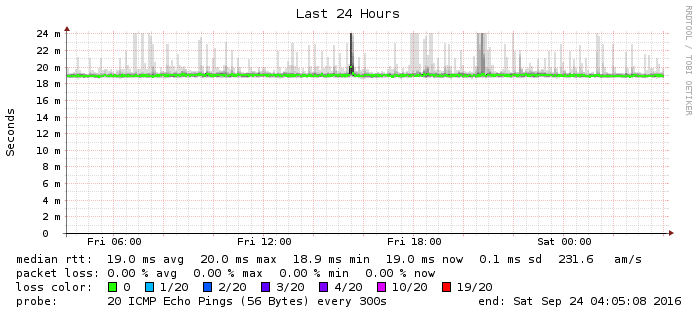 Last 24 Hours
RRDTOOL / TOBI OETIKER
Seconds
24 m
22 m
20 m
18 m
16 m
14 m
12 m
10 m
8 m
6 m
4 m
2 m
0
Fri 06:00 Fri 12:00 Fri 18:00 Sat 00:00
median rtt: 19.0 ms avg 20.0 ms max 18.9 ms min 19.0 ms now 0.1 ms sd 231.6 am/s
packet loss: 0.00 % avg 0.00 % max 0.00 % min 0.00 % now
loss color: 0 1/20 2/20 3/20 4/20 10/20 19/20
probe: 20 ICMP Echo Pings (56 Bytes) every 300s end: Sat Sep 24 04:05:08 2016